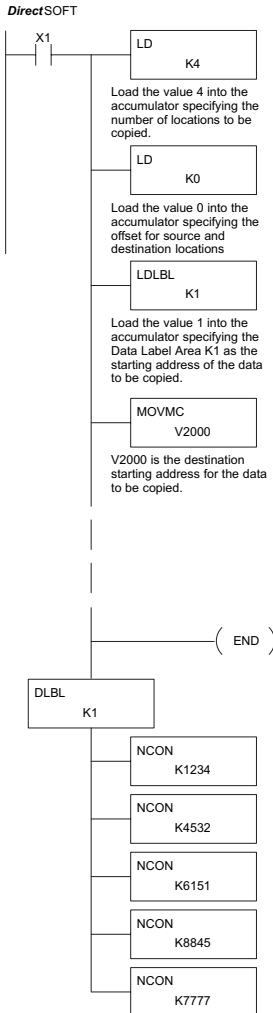 DirectSOFT
X1
LD
K4
Load the value 4 into the
accumulator specifying the
number of locations to be
copied.
LD
K0
Load the value 0 into the
accumulator specifying the
offset for source and
destination locations
LDLBL
K1
Load the value 1 into the
accumulator specifying the
Data Label Area K1 as the
starting address of the data
to be copied.
MOVMC
V2000
V2000 is the destination
starting address for the data
to be copied.
END
DLBL
K1
NCON
K1234
NCON
K4532
NCON
K6151
NCON
K8845
NCON
K7777